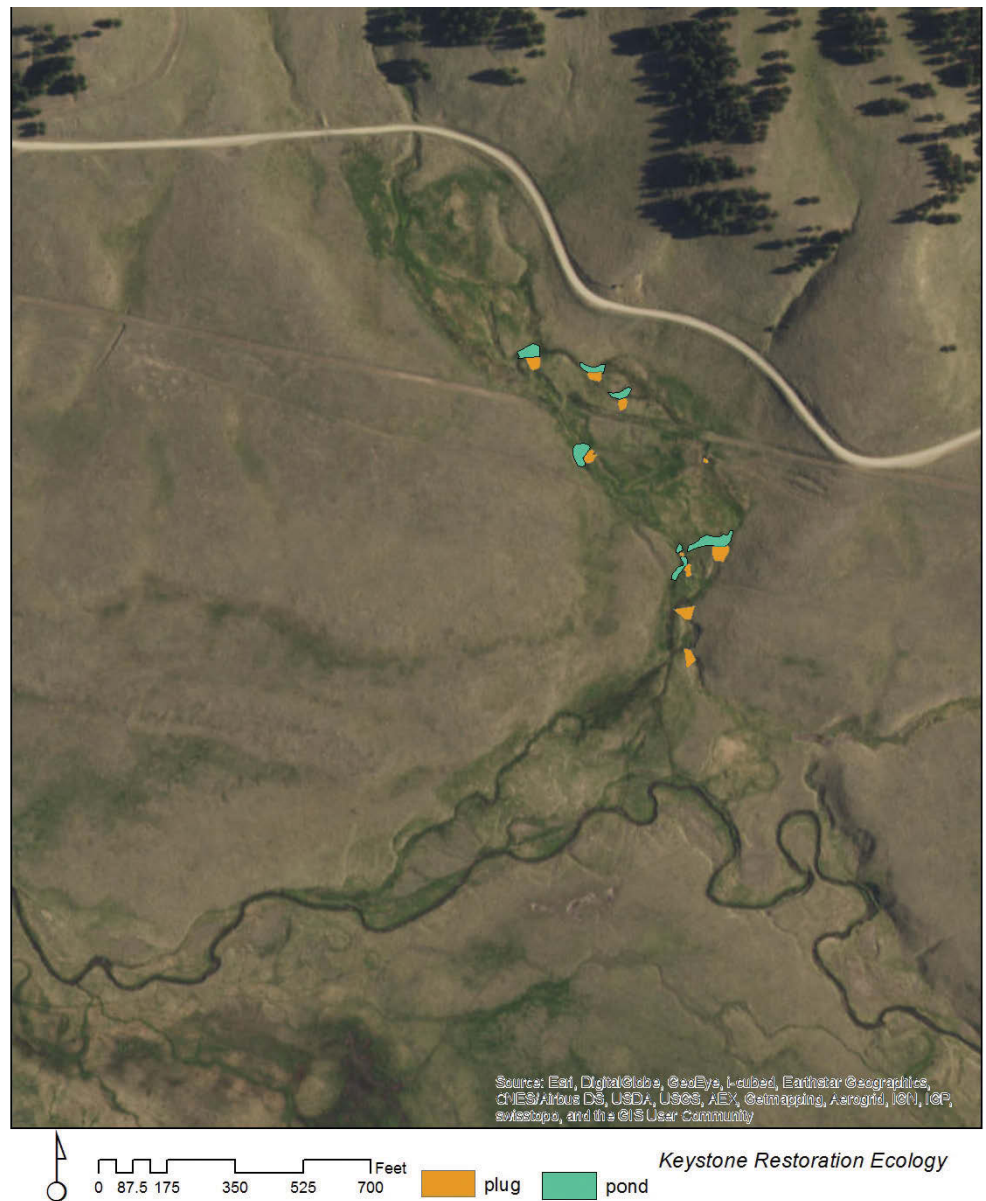 Source: Esri, DigitalGlobe, GeoEye, i-cubed, Earthstar Geographics,
CNES/Airbus DS, USDA, USGS, AEX, Getmapping, Aerogrid, IGN, IGP,
swisstopo, and the GIS User Community
Keystone Restoration Ecology
Feet
0 87.5 175 350 525 700
plug
pond